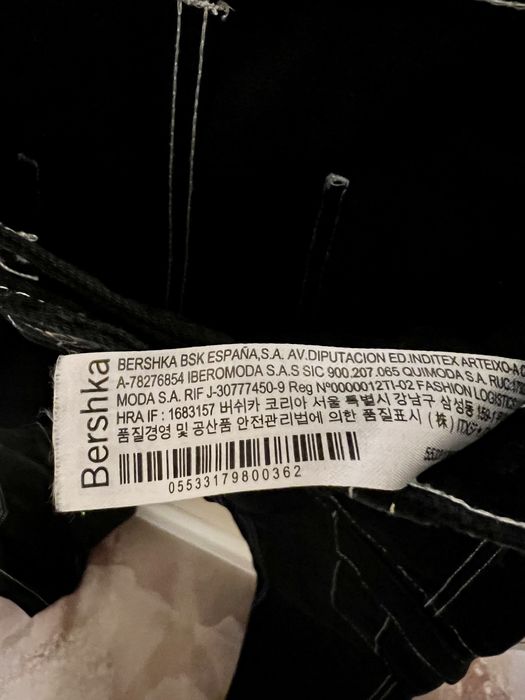 Bershka
BERSHKA BSK ESPAÑA,S.A. AV.DIPUTACION ED.INDITEX ARTEIXO-A
A-78276854 IBEROMODA S.A.S SIC 900.207.065 QUIMODA S.A. RUC:
MODA S.A. RIF J-30777450-9 Reg Nº0000012TI-02 FASHION LOGISTICS
HRA IF : 1683157 버쉬카 코리아 서울 특별시 강남구 삼성동
품질경영 및 공산품 안전관리법에 의한 품질표시 (株)
05533179800362